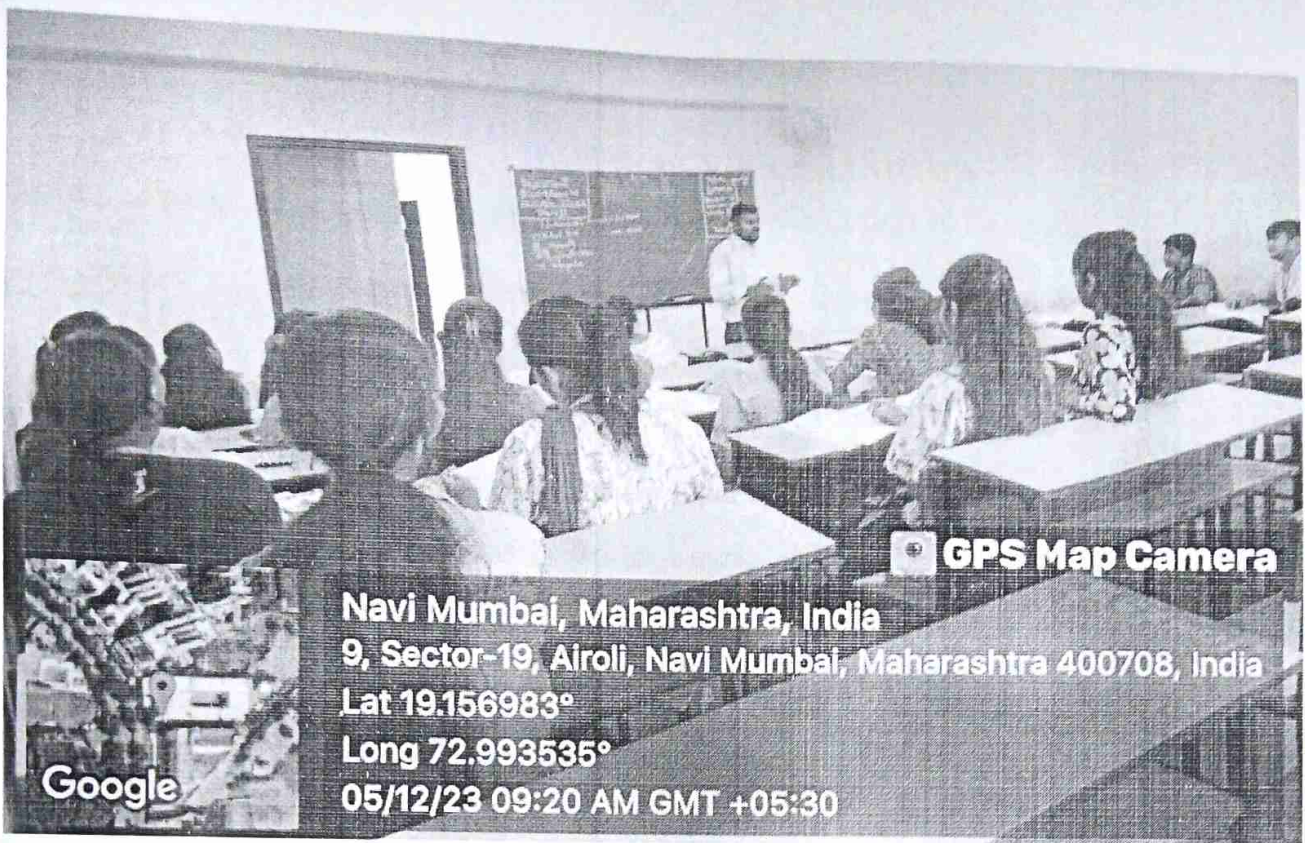 GPS Map Camera
Navi Mumbai, Maharashtra, India
9, Sector-19, Airoli, Navi Mumbai, Maharashtra 400708, India
Lat 19.156983°
Long 72.993535°
05/12/23 09:20 AM GMT +05:30
Google